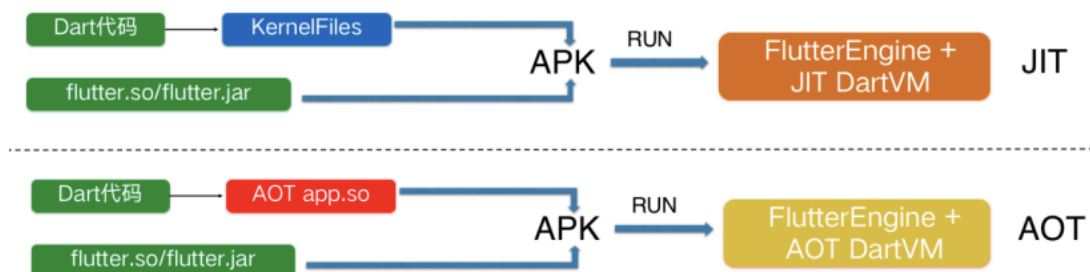 Dart代码
KernelFiles
flutter.so/flutter.jar
APK
RUN
FlutterEngine +
JIT DartVM
JIT
Dart代码
AOT app.so
flutter.so/flutter.jar
APK
RUN
FlutterEngine +
AOT DartVM
AOT